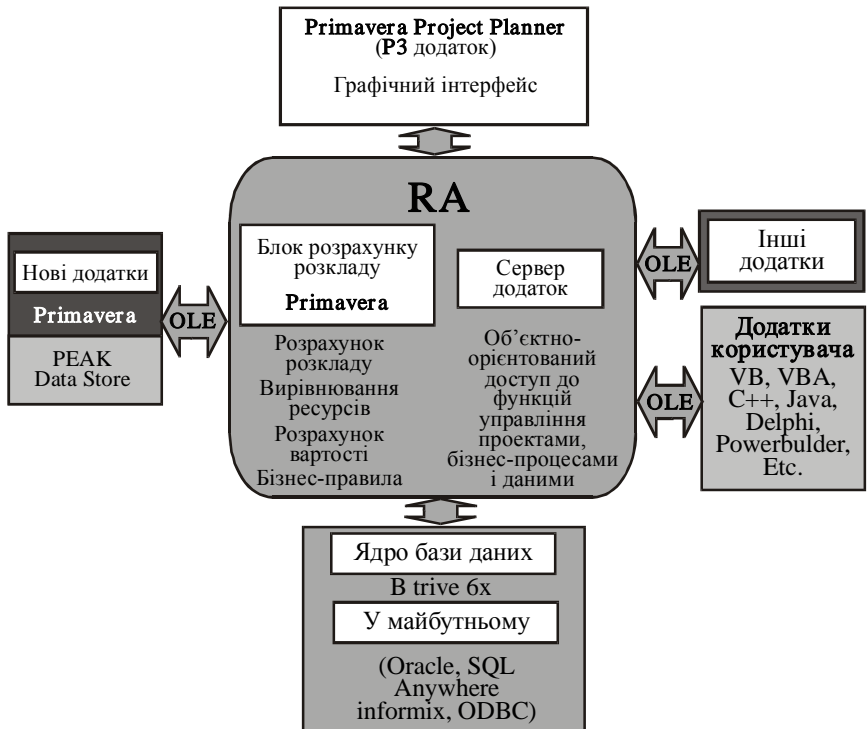 Primavera Project Planner
(P3 додаток)
Графічний інтерфейс
RA
Блок розрахунку
розкладу
Primavera
Розрахунок
розкладу
Вирівнювання
ресурсів
Розрахунок
вартості
Бізнес-правила
Сервер
додаток
Об’єктно-
орієнтований
доступ до
функцій
управління
проектами,
бізнес-процесами
і даними
Нові додатки
Primavera
PEAK
Data Store
OLE
OLE
Інші
додатки
OLE
Додатки
користувача
VB, VBA,
C++, Java,
Delphi,
Powerbulder,
Etc.
Ядро бази даних
B trive 6x
У майбутньому
(Oracle, SQL
Anywhere
informix, ODBC)